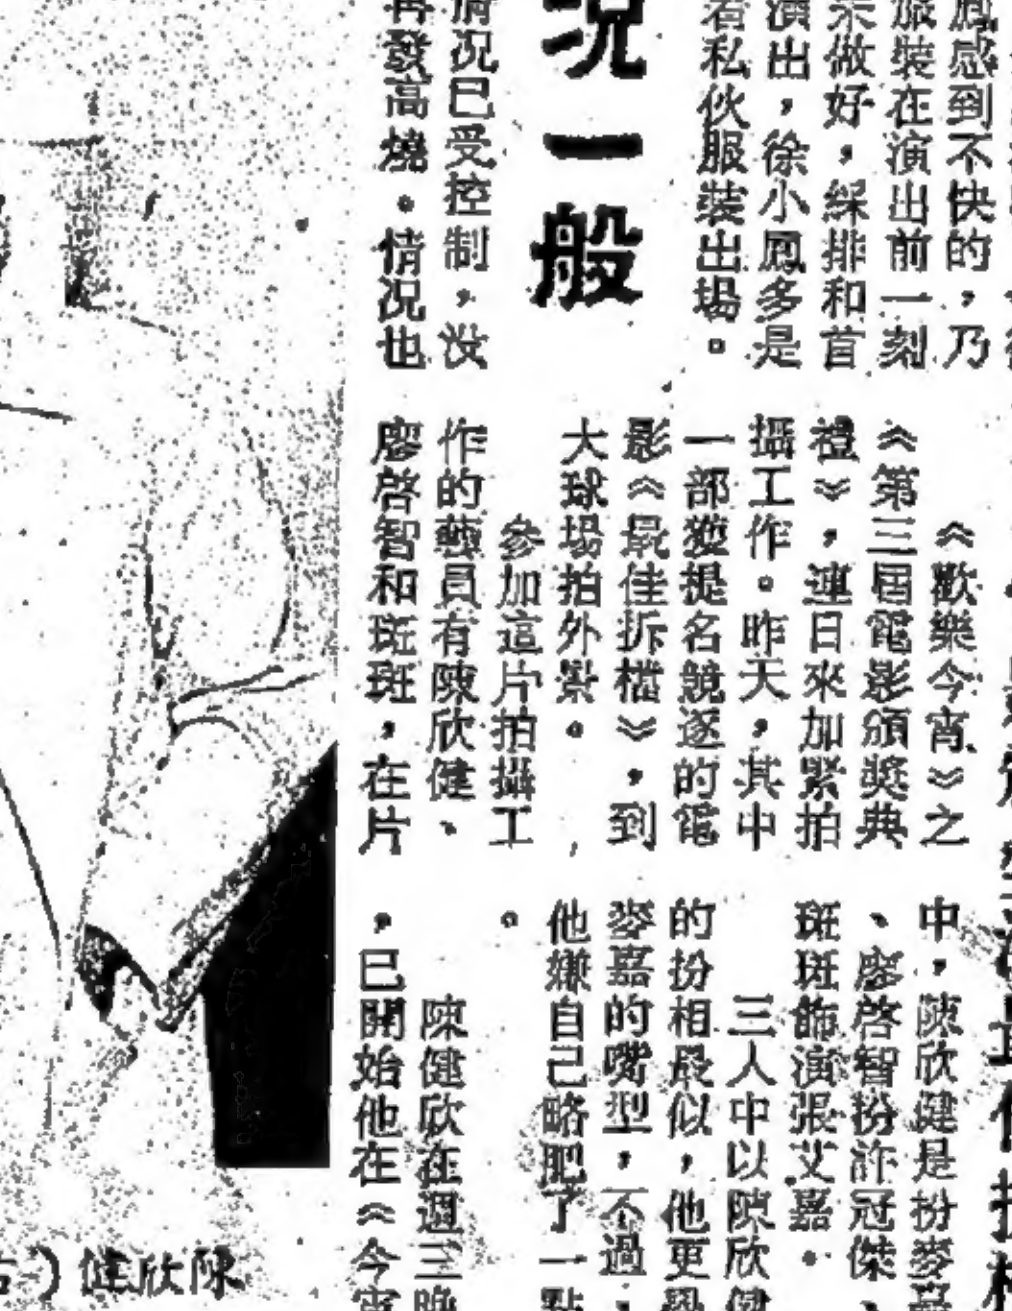 鳳感到不快的，乃
服裝在演出前一刻
未做好，綵排和首
演出，徐小鳳多是
着私伙服裝出場。
況一般
情況已受控制，没
再發高燒。情況也
《歡樂今宵》之
《第三屆電影頒獎典
禮》，連日來加緊拍
攝工作。昨天，其中
一部獲提名競逐的電
影《最佳拆檔》，到
大球場拍外景。
參加這片拍攝工
作的藝員有陳欣健、
廖啓智和斑斑，在片
中，陳欣健是扮麥嘉
、廖啓智扮許冠傑、
斑斑飾演張艾嘉。
三人中以陳欣健
的扮相最似，他更
麥嘉的嘴型，不過，
他嫌自己略肥了一點
。
陳健欣在週三晚
，已開始他在《今宵
陳欣健（